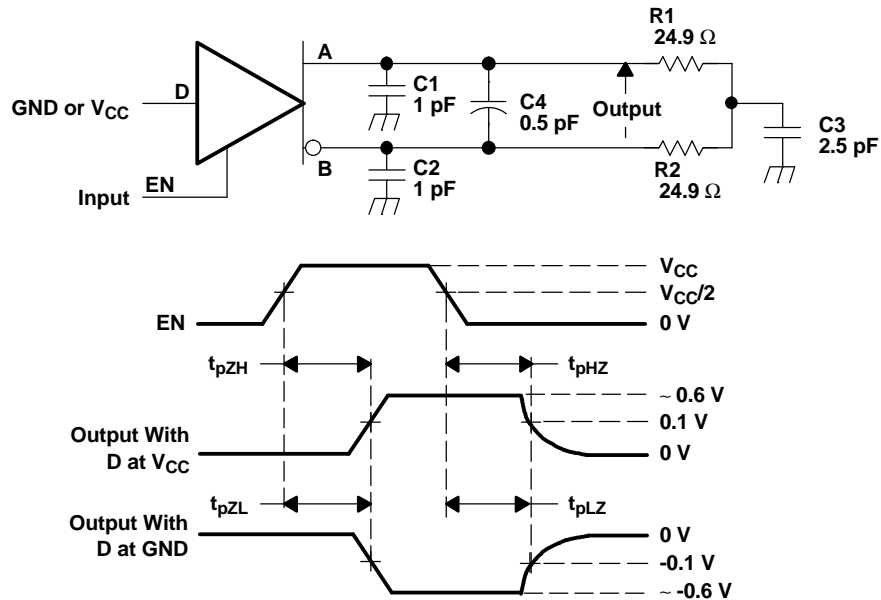 A
B
D
GND or VCC
EN
Input
C1
1 pF
C2
1 pF
C4
0.5 pF
Output
R1
24.9 Ω
R2
24.9 Ω
C3
2.5 pF
EN
VCC
VCC/2
0 V
tpZH
tpHZ
Output With
D at VCC
~ 0.6 V
0.1 V
0 V
tpZL
tpLZ
Output With
D at GND
0 V
-0.1 V
~ -0.6 V